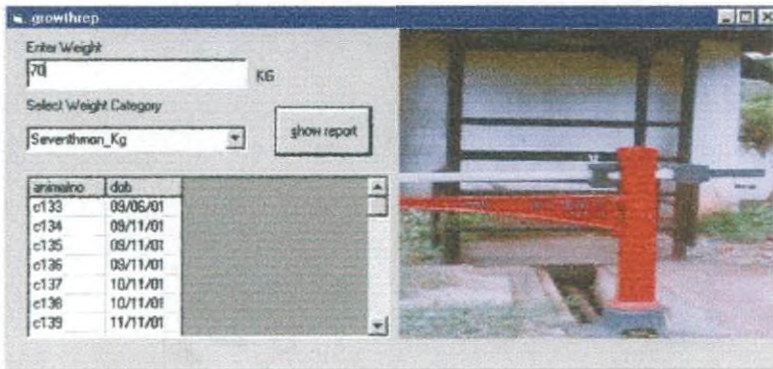 growthrep
Enter Weight
70 KG
Select Weight Category
Seventhmon_Kg
show report
animalno dob
c133 09/06/01
c134 09/11/01
c135 09/11/01
c136 09/11/01
c137 10/11/01
c138 10/11/01
c139 11/11/01